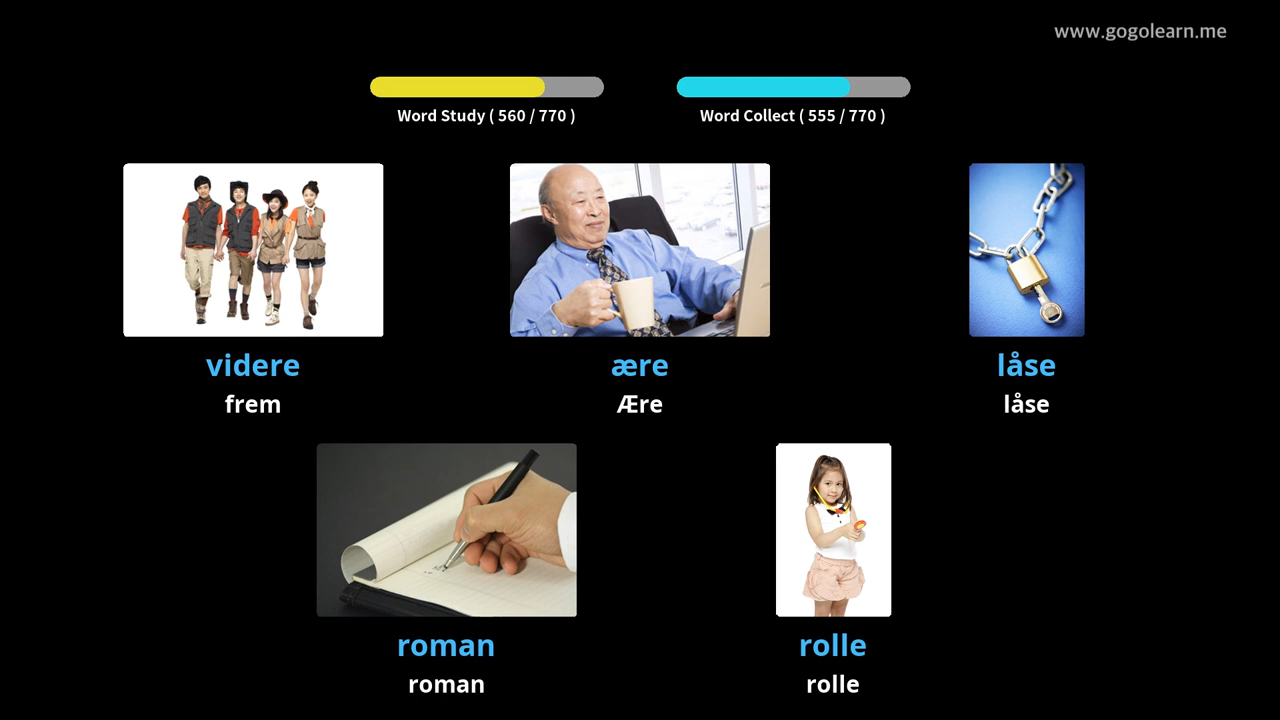 www.gogolearn.me
Word Study ( 560 / 770 )
Word Collect ( 555 / 770 )
videre
frem
ære
Ære
låse
låse
roman
roman
rolle
rolle